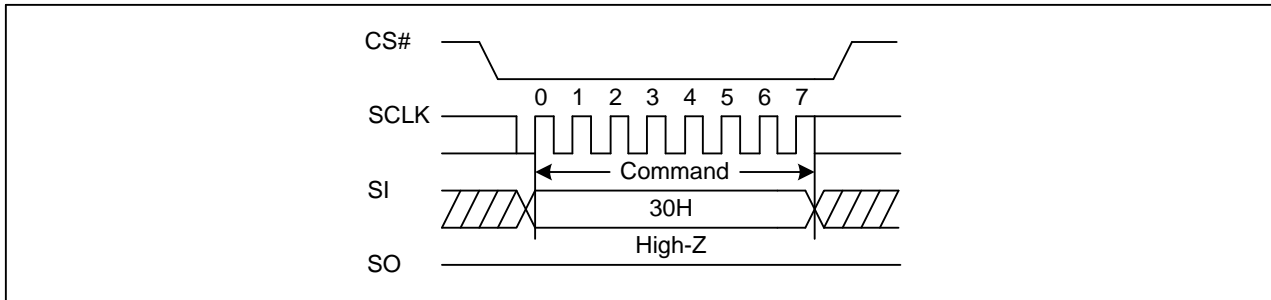 CS#
0 1 2 3 4 5 6 7
SCLK
Command
SI
30H
High-Z
SO